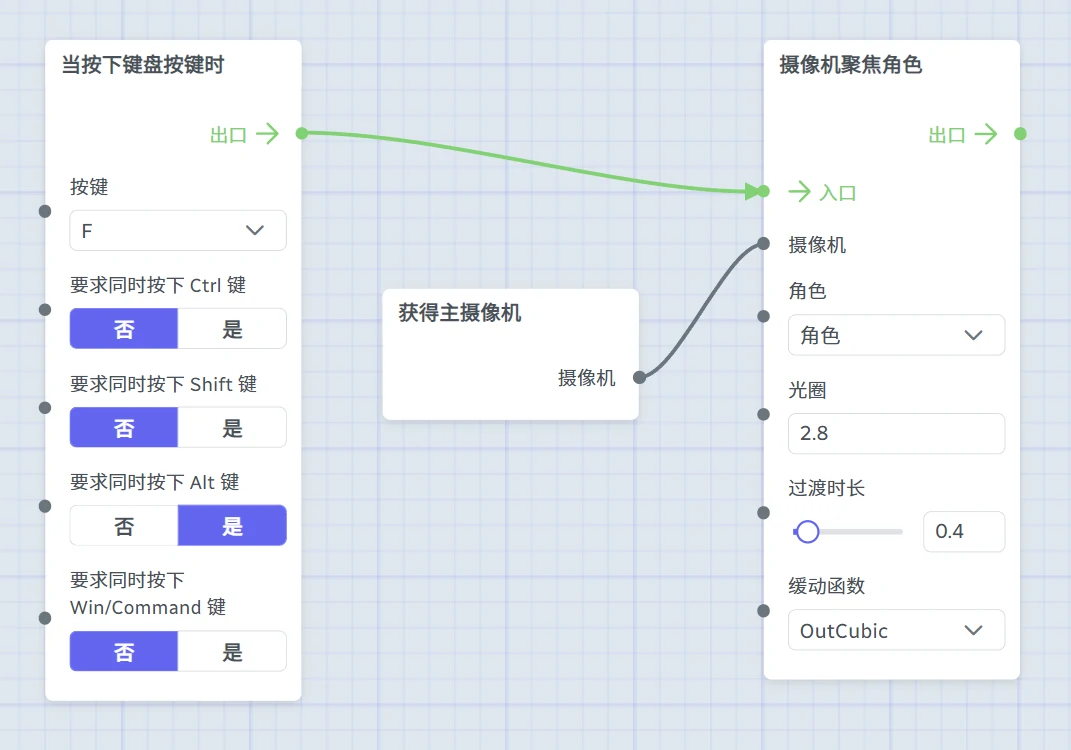 当按下键盘按键时
出口
按键
F
要求同时按下 Ctrl 键
否 是
要求同时按下 Shift 键
否 是
要求同时按下 Alt 键
否 是
要求同时按下
Win/Command 键
否 是
获得主摄像机
摄像机
摄像机聚焦角色
出口
入口
摄像机
角色
角色
光圈
2.8
过渡时长
0.4
缓动函数
OutCubic